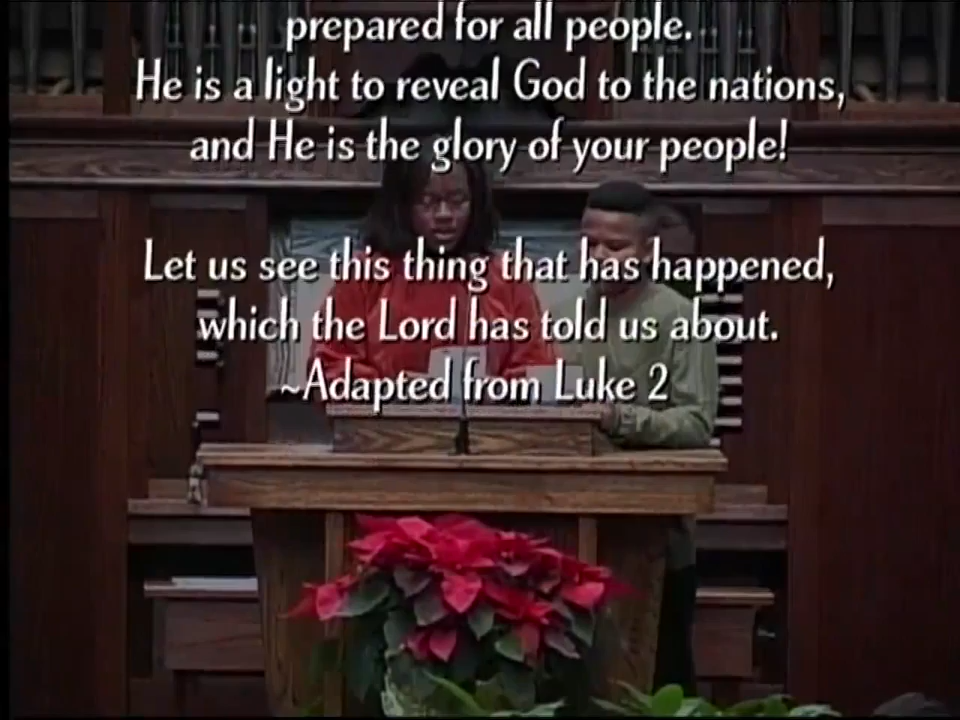 prepared for all people.
He is a light to reveal God to the nations,
and He is the glory of your people!
Let us see this thing that has happened,
which the Lord has told us about.
~Adapted from Luke 2